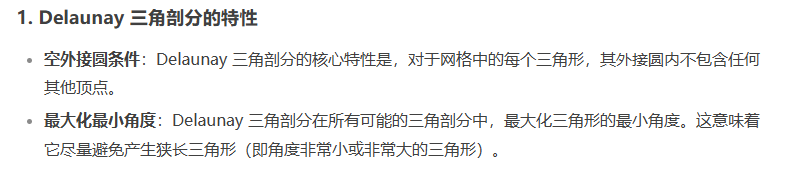 1. Delaunay 三角剖分的特性
• 空外接圆条件：Delaunay 三角剖分的核心特性是，对于网格中的每个三角形，其外接圆内不包含任何
其他顶点。
• 最大化最小角度：Delaunay 三角剖分在所有可能的三角剖分中，最大化三角形的最小角度。这意味着
它尽量避免产生狭长三角形（即角度非常小或非常大的三角形）。